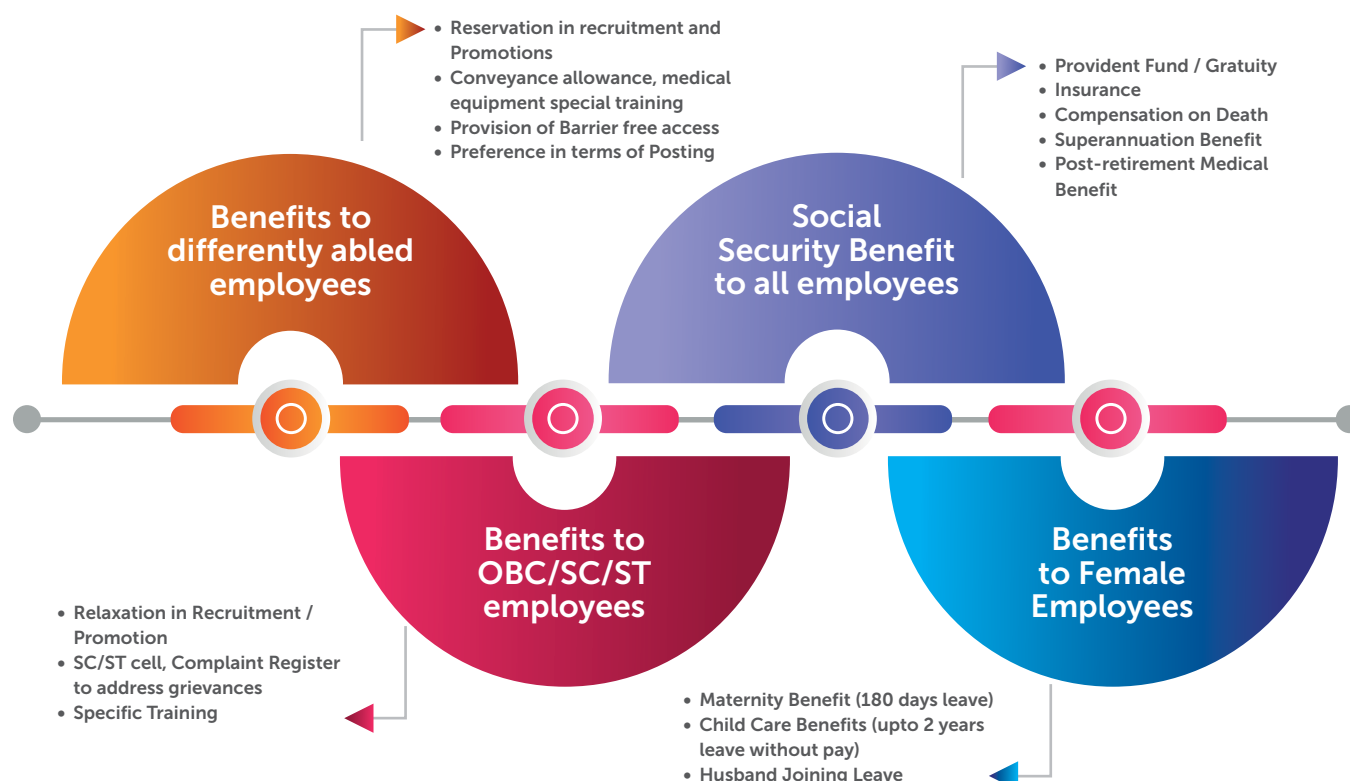 • Reservation in recruitment and
Promotions
• Conveyance allowance, medical
equipment special training
• Provision of Barrier free access
• Preference in terms of Posting
Benefits to
differently abled
employees
• Provident Fund / Gratuity
• Insurance
• Compensation on Death
• Superannuation Benefit
• Post-retirement Medical
Benefit
Social
Security Benefit
to all employees
Benefits to
OBC/SC/ST
employees
• Relaxation in Recruitment /
Promotion
• SC/ST cell, Complaint Register
to address grievances
• Specific Training
Benefits
to Female
Employees
• Maternity Benefit (180 days leave)
• Child Care Benefits (upto 2 years
leave without pay)
• Husband Joining Leave